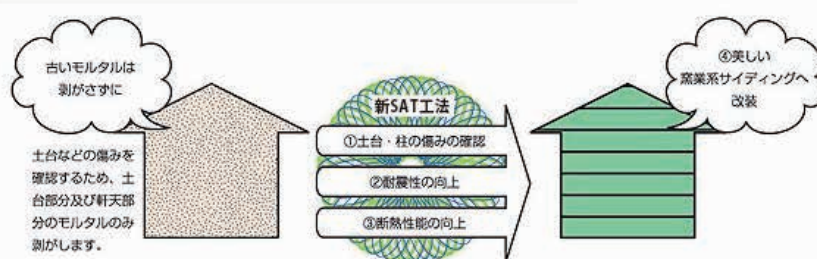 古いモルタルは
剥がさずに
土台などの傷みを
確認するため、土
台部分及び軒天部
分のモルタルのみ
剥がします。
新SAT工法
①土台・柱の傷みの確認
②耐震性の向上
③断熱性能の向上
④美しい
窯業系サイディングへ
改装